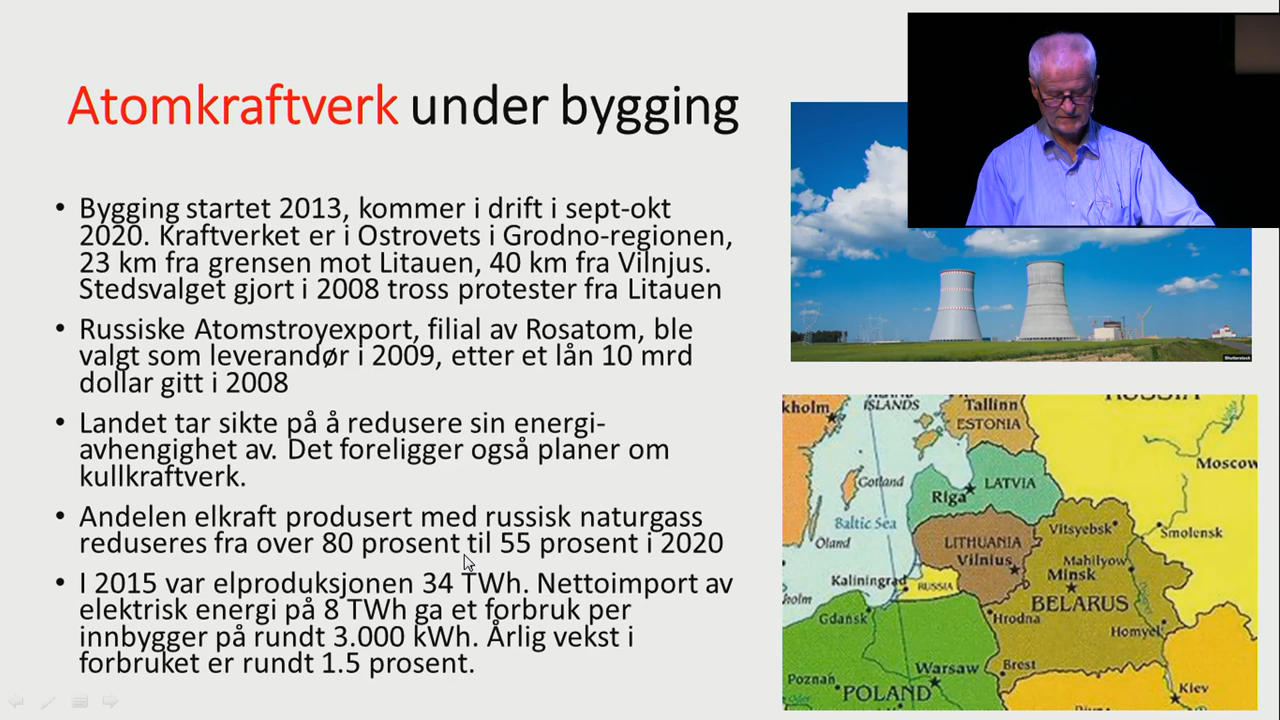 Atomkraftverk under bygging
• Bygging startet 2013, kommer i drift i sept-okt
2020. Kraftverket er i Ostrovets i Grodno-regionen,
23 km fra grensen mot Litauen, 40 km fra Vilnjus.
Stedsvalget gjort i 2008 tross protester fra Litauen
• Russiske Atomstroyexport, filial av Rosatom, ble
valgt som leverandør i 2009, etter et lån 10 mrd
dollar gitt i 2008
• Landet tar sikte på å redusere sin energi-
avhengighet av. Det foreligger også planer om
kullkraftverk.
• Andelen elkraft produsert med russisk naturgass
reduseres fra over 80 prosent til 55 prosent i 2020
• I 2015 var elproduksjonen 34 TWh. Nettoimport av
elektrisk energi på 8 TWh ga et forbruk per
innbygger på rundt 3.000 kWh. Årlig vekst i
forbruket er rundt 1.5 prosent.
Shutterstock
kholm
ISLANDS
Tallinn
ESTONIA
RUSSIA
Moscow
Gotland
Riga
LATVIA
Baltic Sea
Oland
Vitsyebsk
Smolensk
LITHUANIA
Vilnius
Mahilyow
Kaliningrad
RUSSIA
Minsk
holm
BELARUS
Gdańsk
Hrodna
Homyel
Warsaw
Brest
Poznań
POLAND
Kiev
Oder